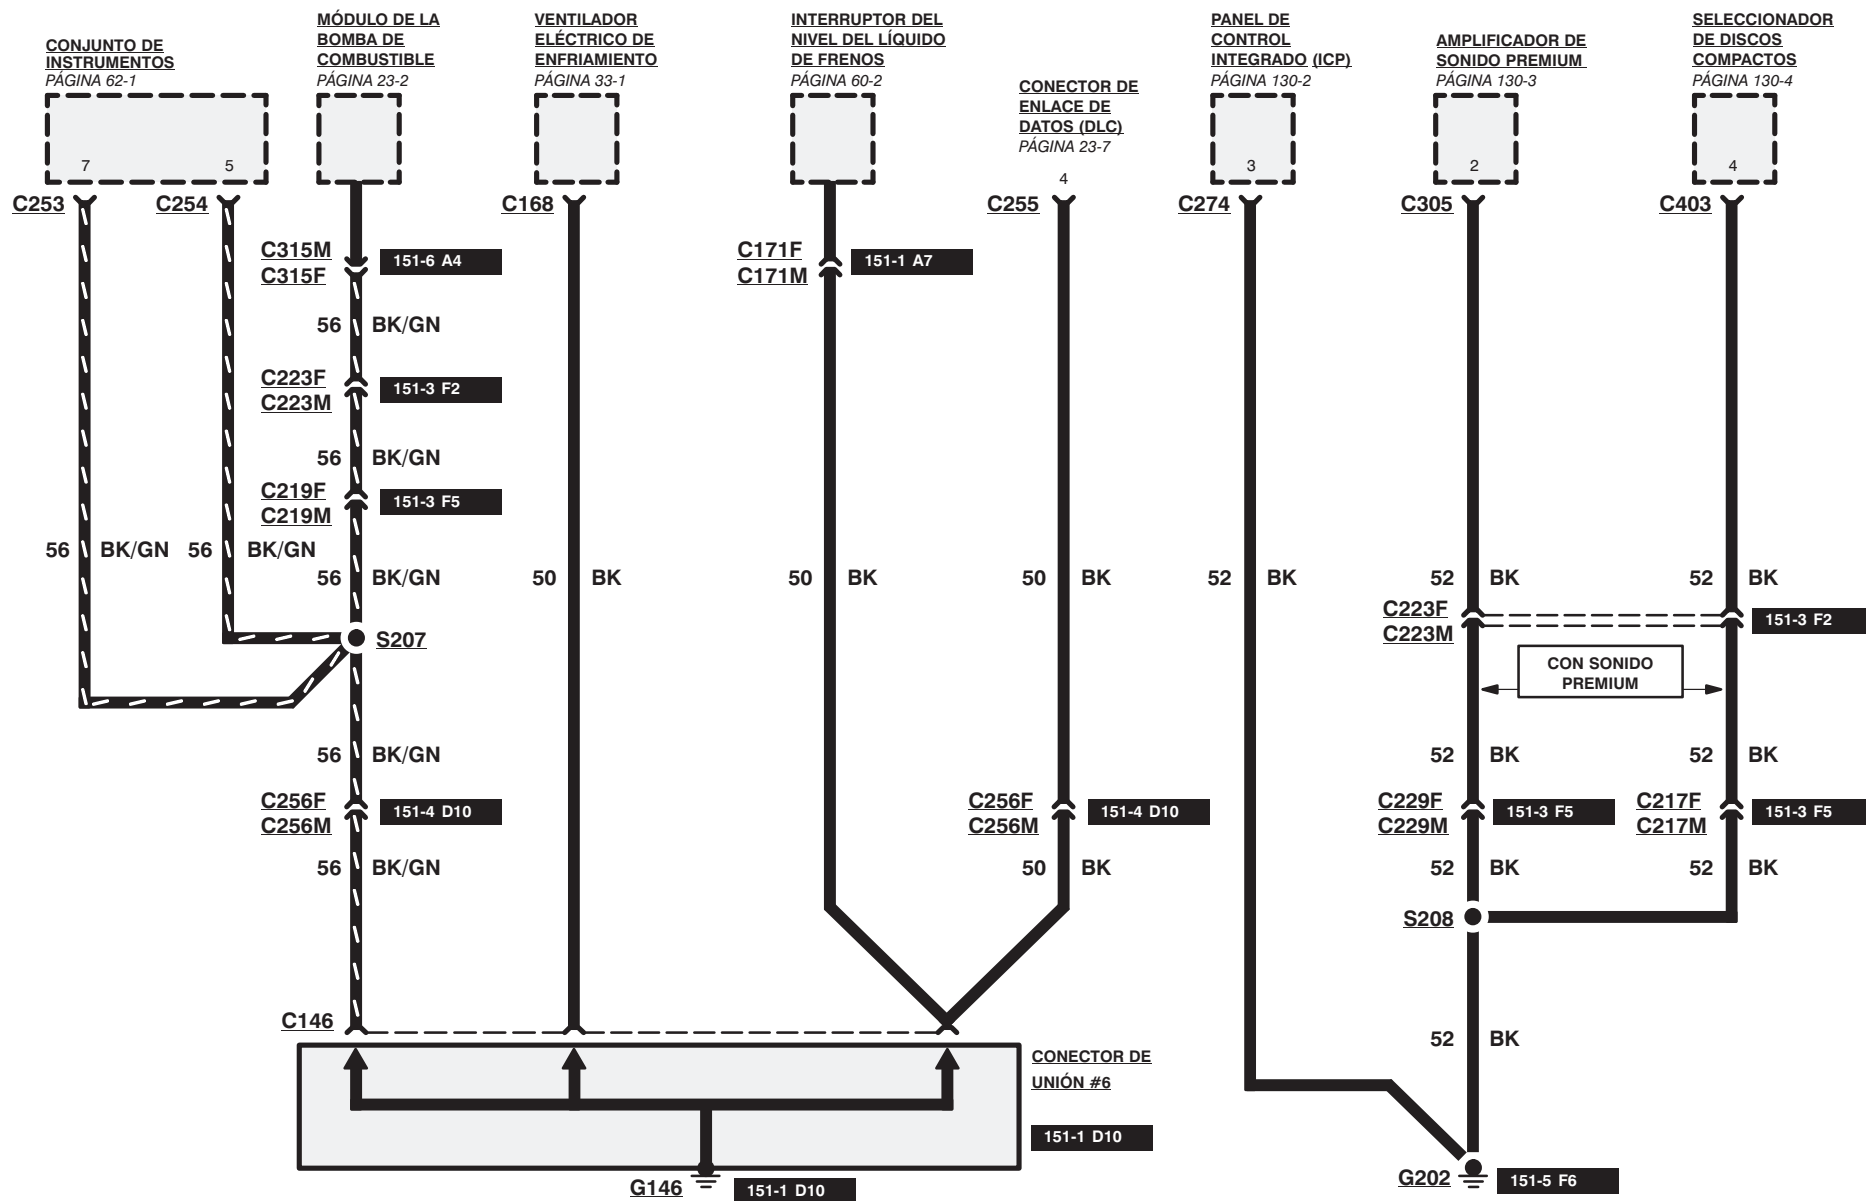 CONJUNTO DE
INSTRUMENTOS
PÁGINA 62-1
MÓDULO DE LA
BOMBA DE
COMBUSTIBLE
PÁGINA 23-2
VENTILADOR
ELÉCTRICO DE
ENFRIAMIENTO
PÁGINA 33-1
INTERRUPTOR DEL
NIVEL DEL LÍQUIDO
DE FRENOS
PÁGINA 60-2
CONECTOR DE
ENLACE DE
DATOS (DLC)
PÁGINA 23-7
PANEL DE
CONTROL
INTEGRADO (ICP)
PÁGINA 130-2
AMPLIFICADOR DE
SONIDO PREMIUM
PÁGINA 130-3
SELECCIONADOR
DE DISCOS
COMPACTOS
PÁGINA 130-4
7 5 4 3 2 4
C253 C254 C168 C255 C274 C305 C403
C315M
C315F
151-6 A4
C171F
C171M
151-1 A7
56 BK/GN
C223F
C223M
151-3 F2
56 BK/GN
C219F
C219M
151-3 F5
56 BK/GN 56 BK/GN
56 BK/GN 50 BK 50 BK 50 BK 52 BK 52 BK 52 BK
C223F
C223M
151-3 F2
S207
CON SONIDO
PREMIUM
56 BK/GN 52 BK 52 BK
C256F
C256M
151-4 D10
C256F
C256M
151-4 D10
C229F
C229M
151-3 F5
C217F
C217M
151-3 F5
56 BK/GN 50 BK 52 BK 52 BK
S208
C146
52 BK
CONECTOR DE
UNIÓN #6
151-1 D10
G146 151-1 D10
G202 151-5 F6